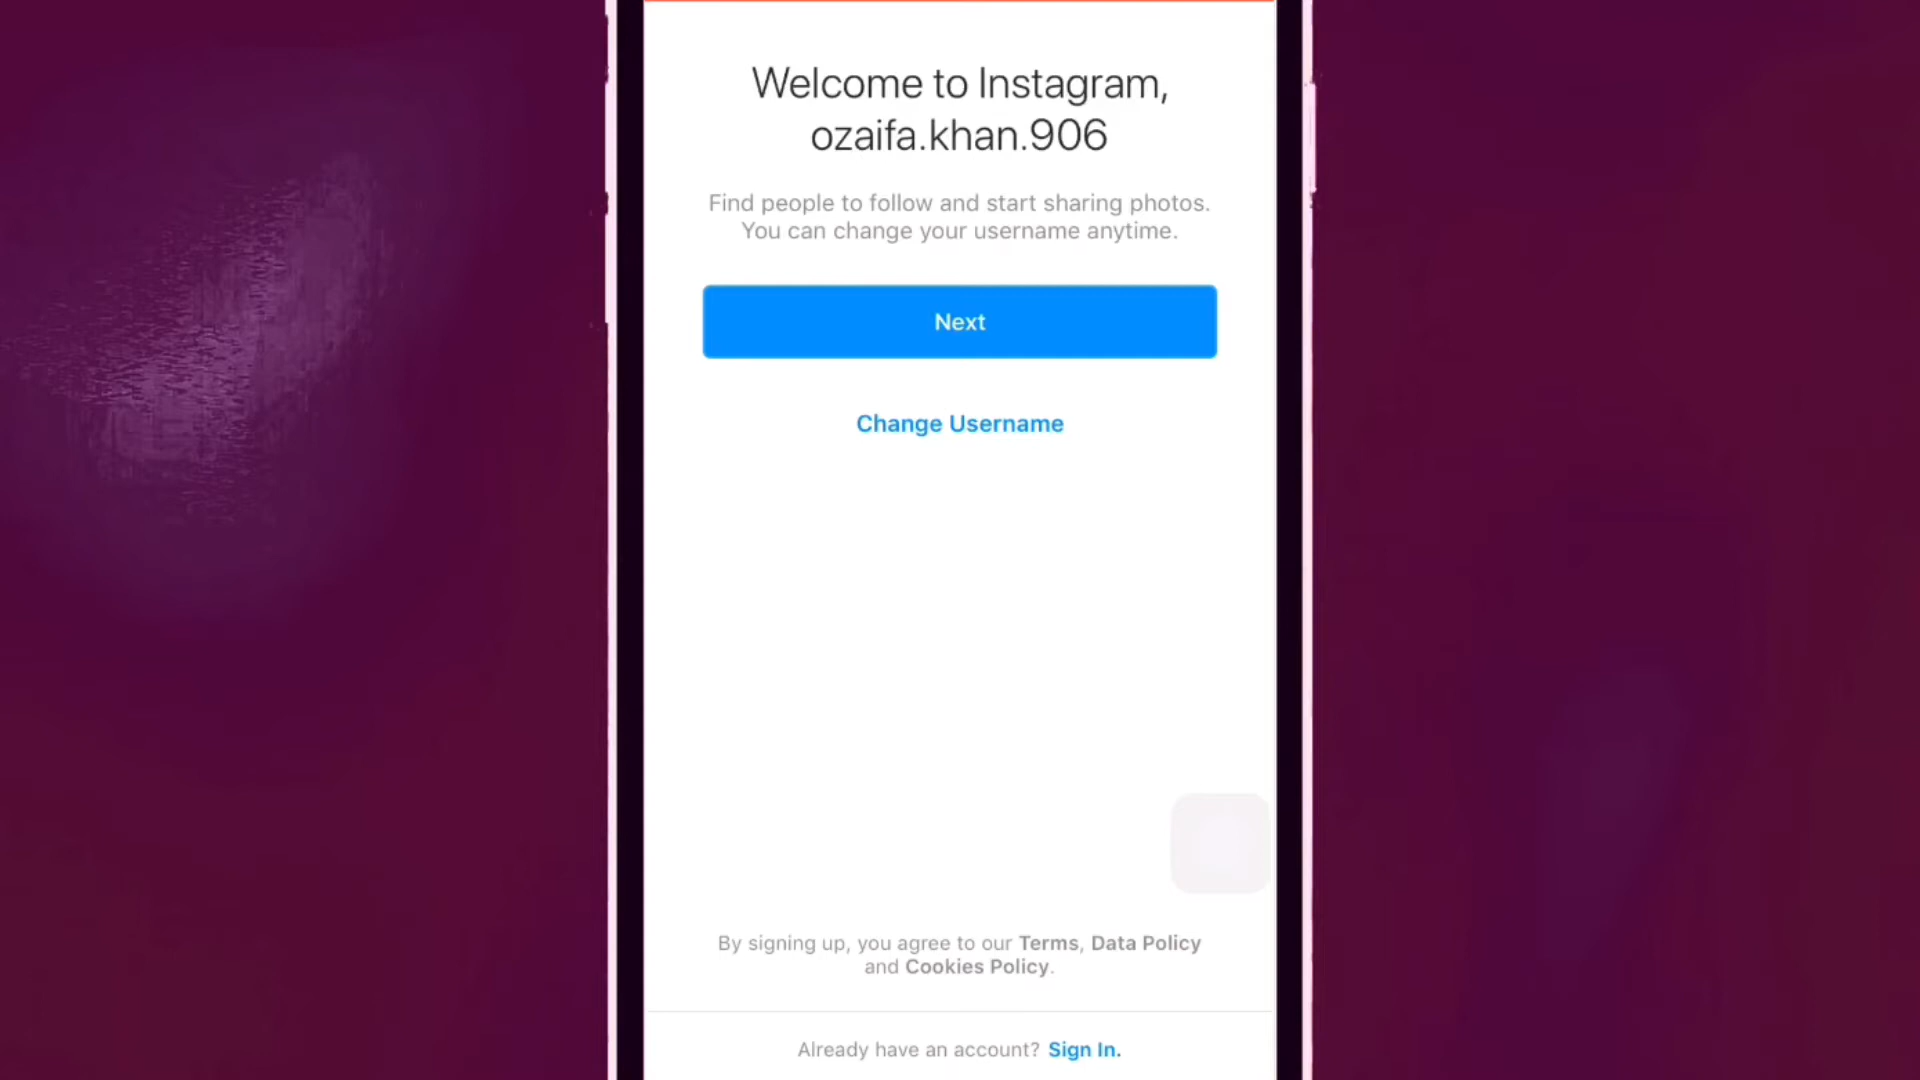 Welcome to Instagram,
ozaifa.khan.906
Find people to follow and start sharing photos.
You can change your username anytime.
Next
Change Username
By signing up, you agree to our Terms, Data Policy
and Cookies Policy.
Already have an account? Sign In.